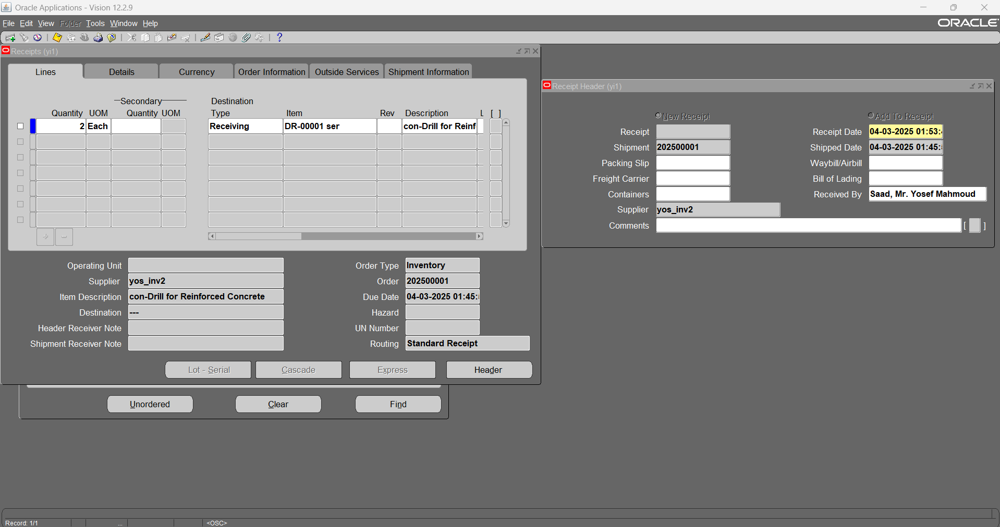 Oracle Applications - Vision 12.2.9
File Edit View Folder Tools Window Help
ORACLE
Receipts (yi1)
Lines Details Currency Order Information Outside Services Shipment Information
Secondary Destination
Quantity UOM Quantity UOM Type Item Rev Description L [ ]
2 Each Receiving DR-00001 ser con-Drill for Reinf
Operating Unit
Supplier yos_inv2
Item Description con-Drill for Reinforced Concrete
Destination ---
Header Receiver Note
Shipment Receiver Note
Order Type Inventory
Order 202500001
Due Date 04-03-2025 01:45:
Hazard
UN Number
Routing Standard Receipt
Lot - Serial Cascade Express Header
Unordered Clear Find
Receipt Header (yi1)
New Receipt Add To Receipt
Receipt Receipt Date 04-03-2025 01:53:
Shipment 202500001 Shipped Date 04-03-2025 01:45:
Packing Slip Waybill/Airbill
Freight Carrier Bill of Lading
Containers Received By Saad, Mr. Yosef Mahmoud
Supplier yos_inv2
Comments [ ]
Record: 1/1 ... <OSC>